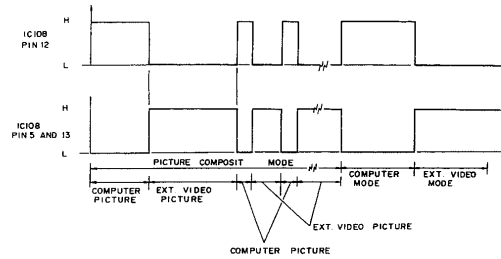 H
IC108
PIN 12
L
H
IC108
PIN 5 AND 13
L
PICTURE COMPOSIT MODE
COMPUTER
PICTURE
EXT. VIDEO
PICTURE
COMPUTER
MODE
EXT. VIDEO
MODE
EXT. VIDEO PICTURE
COMPUTER PICTURE